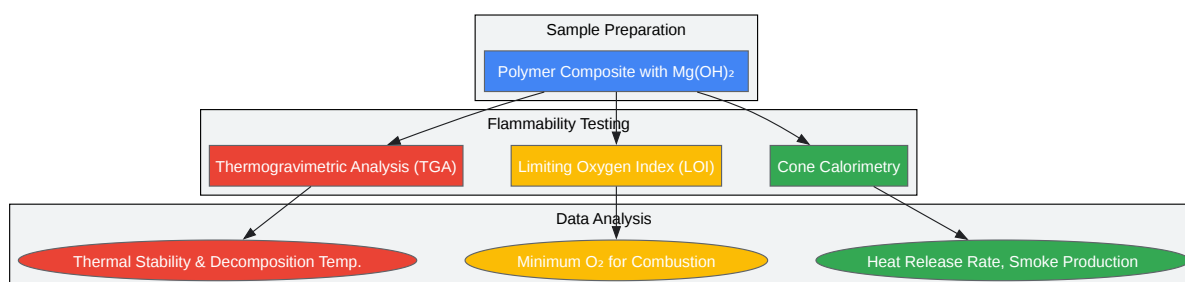 Sample Preparation
Polymer Composite with Mg(OH)₂
Flammability Testing
Thermogravimetric Analysis (TGA)
Limiting Oxygen Index (LOI)
Cone Calorimetry
Data Analysis
Thermal Stability & Decomposition Temp.
Minimum O₂ for Combustion
Heat Release Rate, Smoke Production